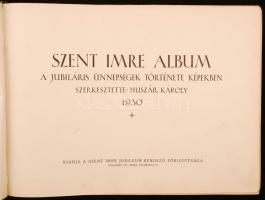 SZENT IMRE ALBUM
A JUBILÁRIS ÜNNEPSÉGEK TÖRTÉNETE KÉPEKBEN
SZERKESZTETTE: HUSZÁR KÁROLY
1930
KIADJA A SZENT IMRE JUBILEUM RENDEZŐ FŐBIZOTTSÁGA